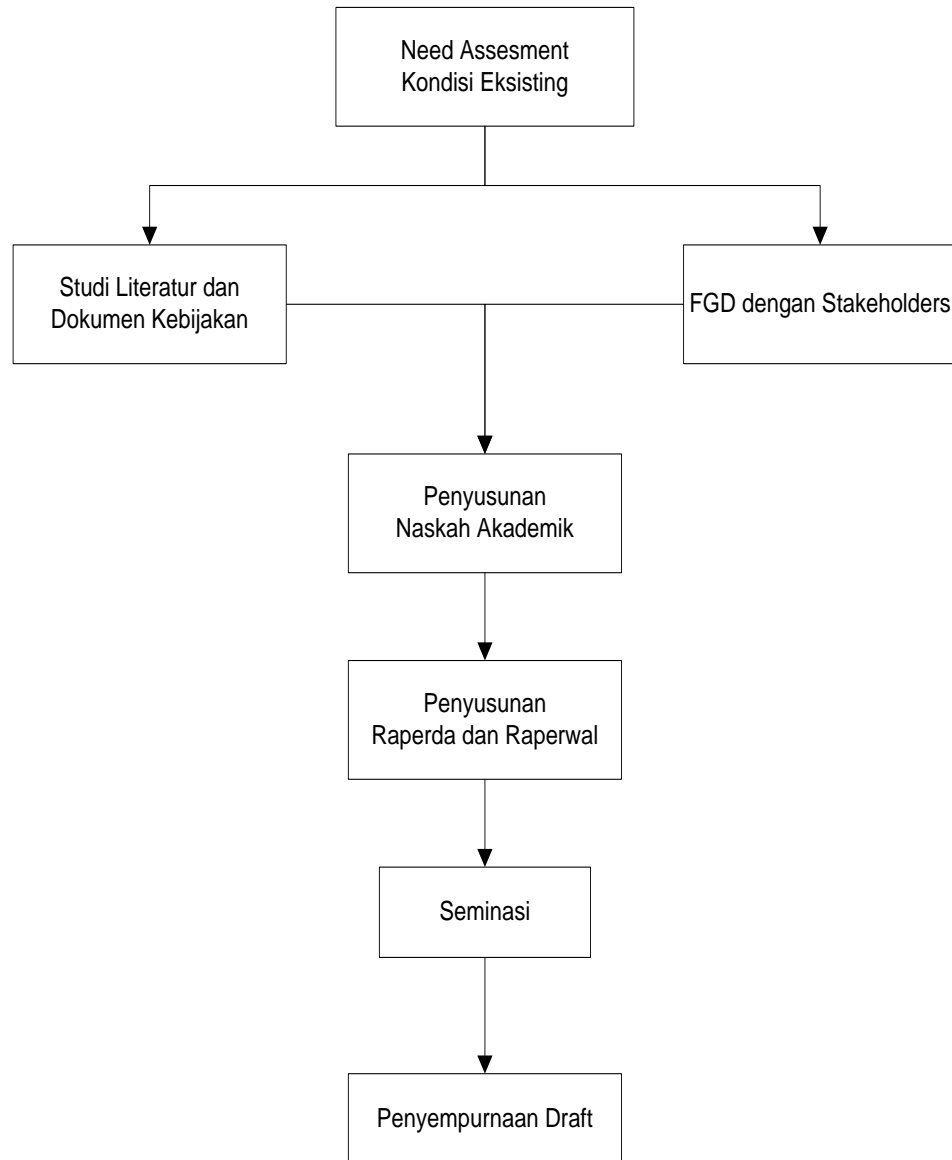 Need Assesment
Kondisi Eksisting
Studi Literatur dan
Dokumen Kebijakan
FGD dengan Stakeholders
Penyusunan
Naskah Akademik
Penyusunan
Raperda dan Raperwal
Seminasi
Penyempurnaan Draft